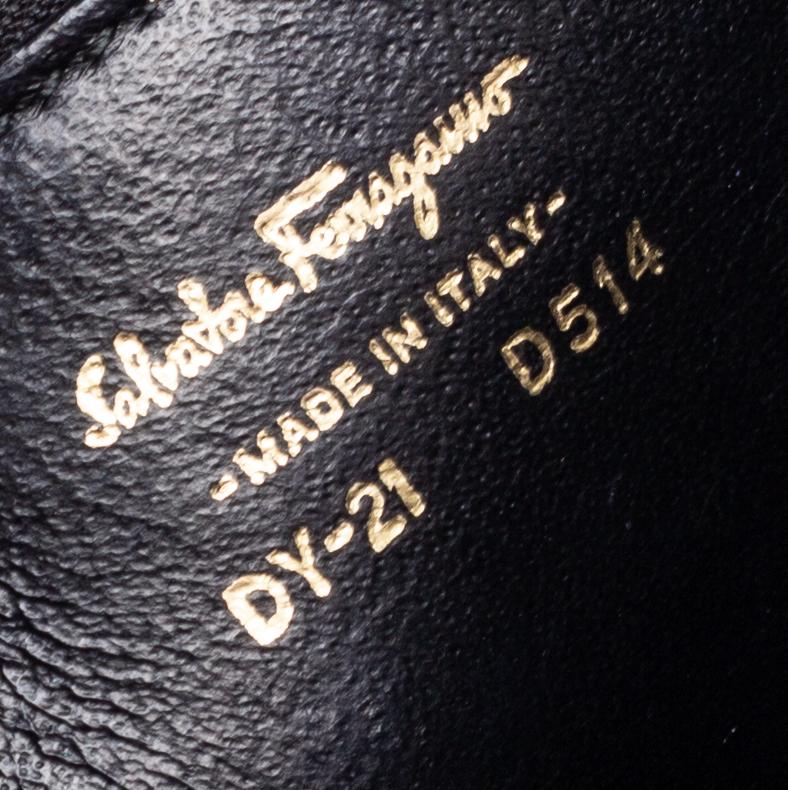 Salvatore Ferragamo
-MADE IN ITALY-
DY-21 D514